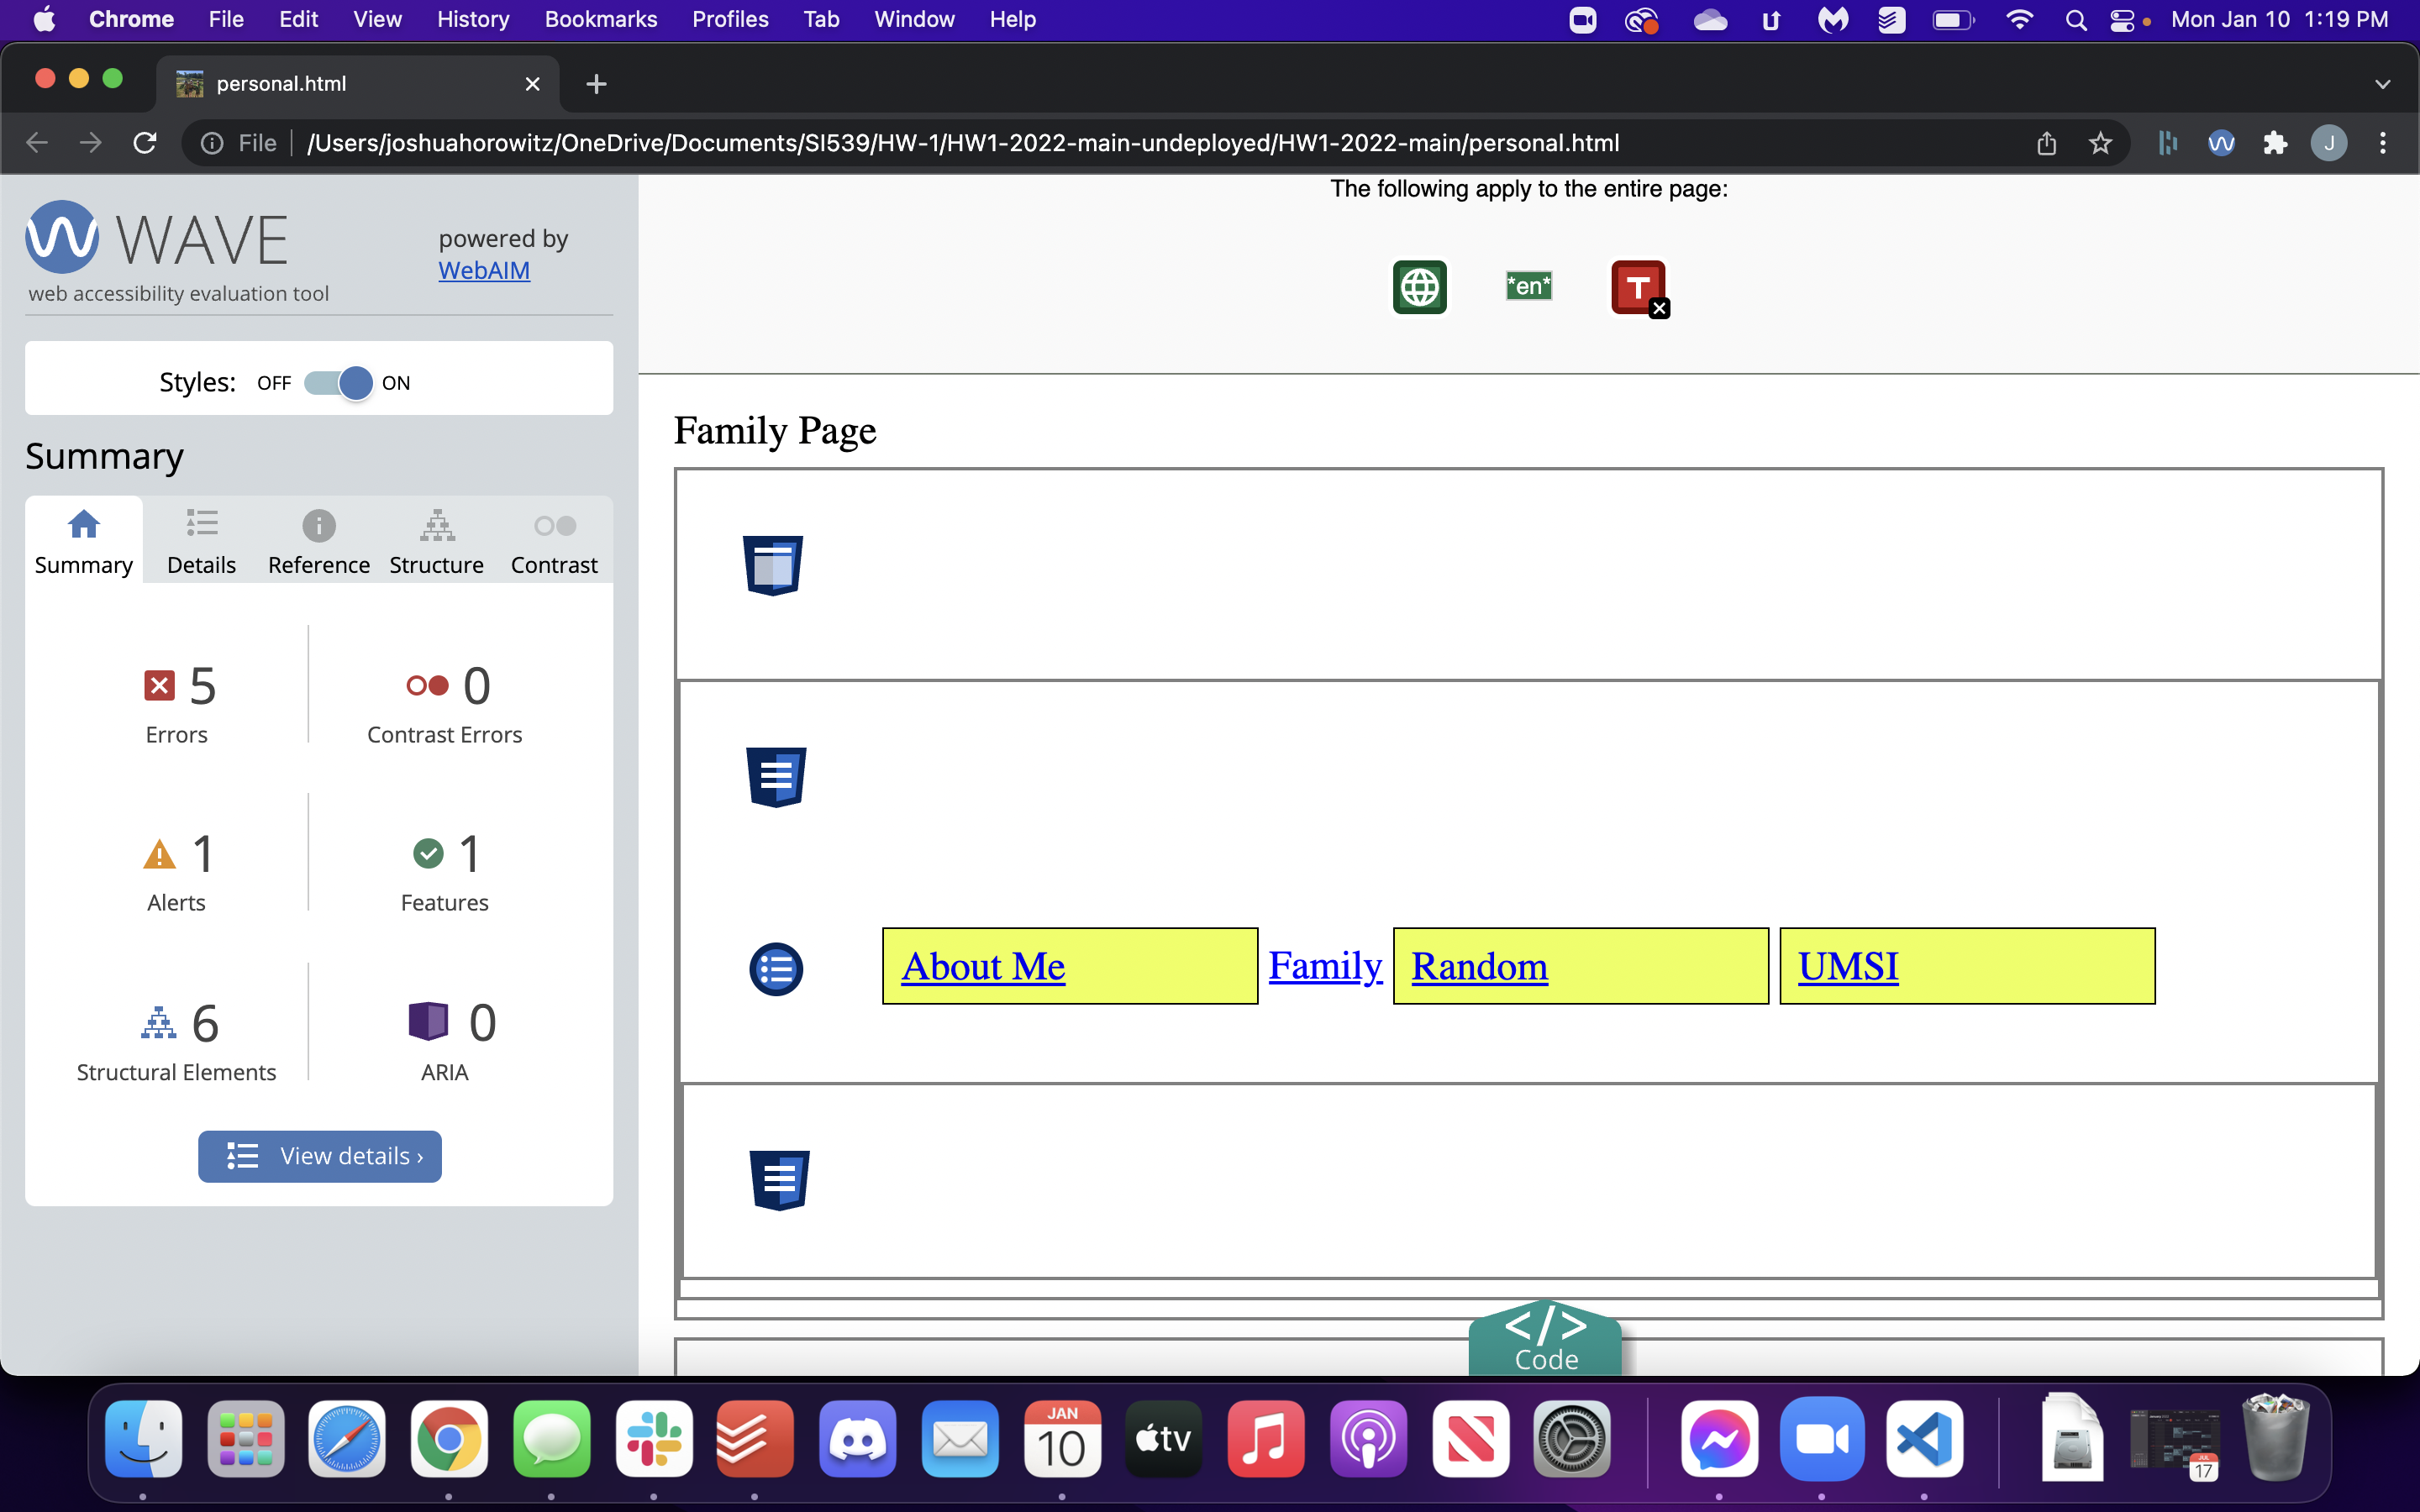 Chrome File Edit View History Bookmarks Profiles Tab Window Help Mon Jan 10 1:19 PM
personal.html
File /Users/joshuahorowitz/OneDrive/Documents/SI539/HW-1/HW1-2022-main-undeployed/HW1-2022-main/personal.html J
WAVE
web accessibility evaluation tool
powered by
WebAIM
Styles: OFF ON
Summary
Summary Details Reference Structure Contrast
5 0
Errors Contrast Errors
1 1
Alerts Features
6 0
Structural Elements ARIA
View details ›
The following apply to the entire page:
*en* T
Family Page
About Me Family Random UMSI
</>
Code
JAN
10
tv
JUL
17